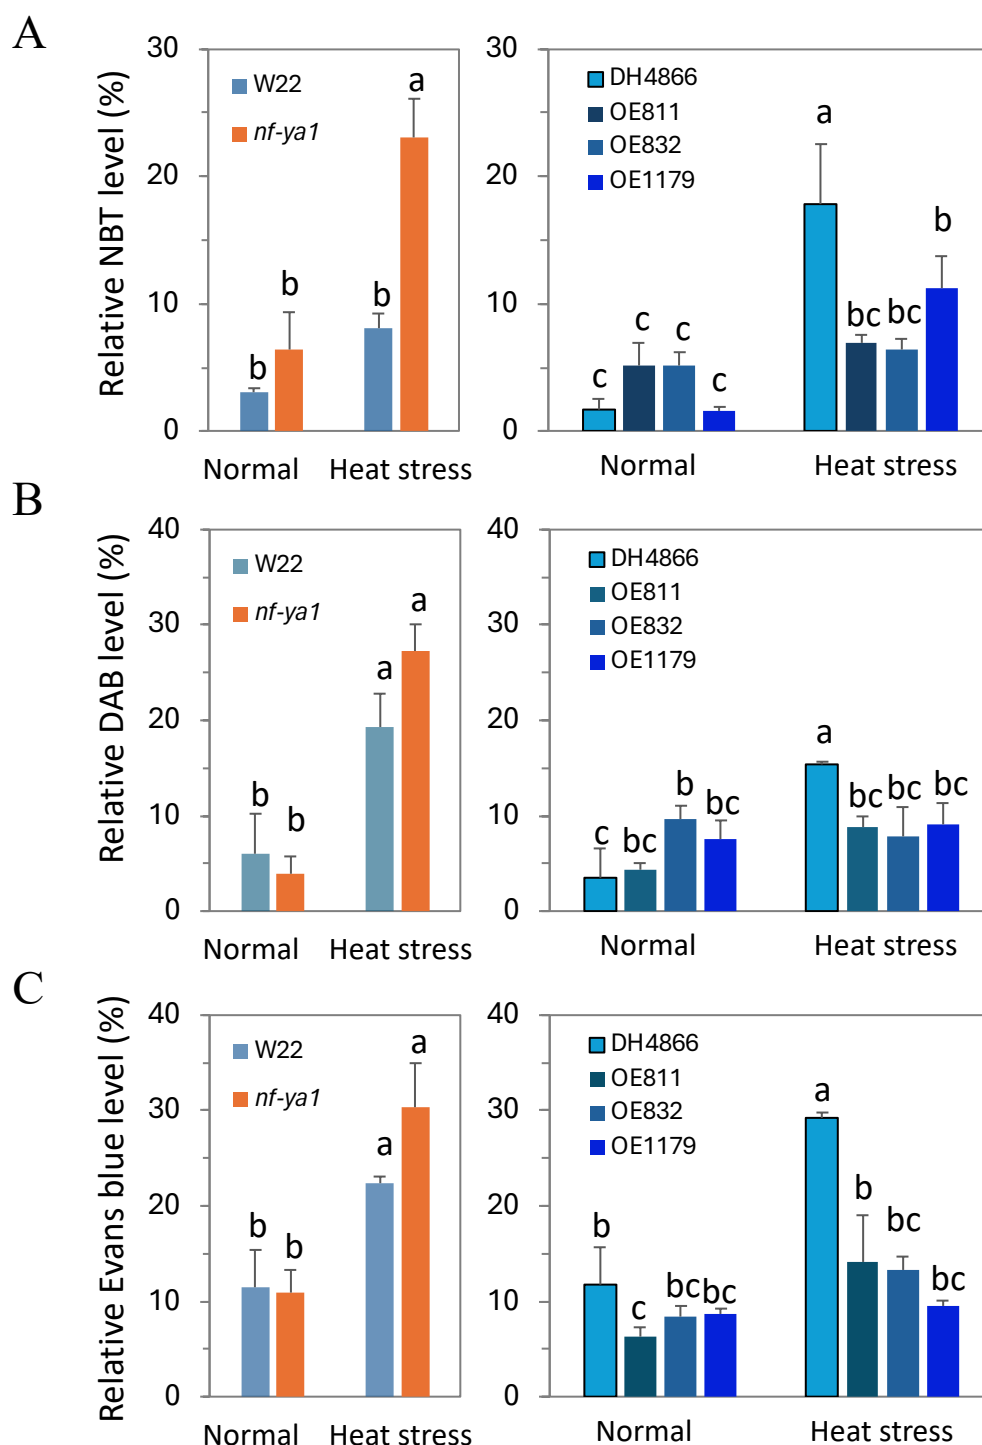 A
Relative NBT level (%)
30
20
10
0
W22
nf-ya1
b
b
b
a
Normal
Heat stress
30
20
10
0
DH4866
OE811
OE832
OE1179
c
c
c
c
a
bc
bc
b
Normal
Heat stress
B
Relative DAB level (%)
40
30
20
10
0
W22
nf-ya1
b
b
a
a
Normal
Heat stress
40
30
20
10
0
DH4866
OE811
OE832
OE1179
c
bc
b
bc
a
bc
bc
bc
Normal
Heat stress
C
Relative Evans blue level (%)
40
30
20
10
0
W22
nf-ya1
b
b
a
a
Normal
Heat stress
40
30
20
10
0
DH4866
OE811
OE832
OE1179
b
c
bc
bc
a
b
bc
bc
Normal
Heat stress